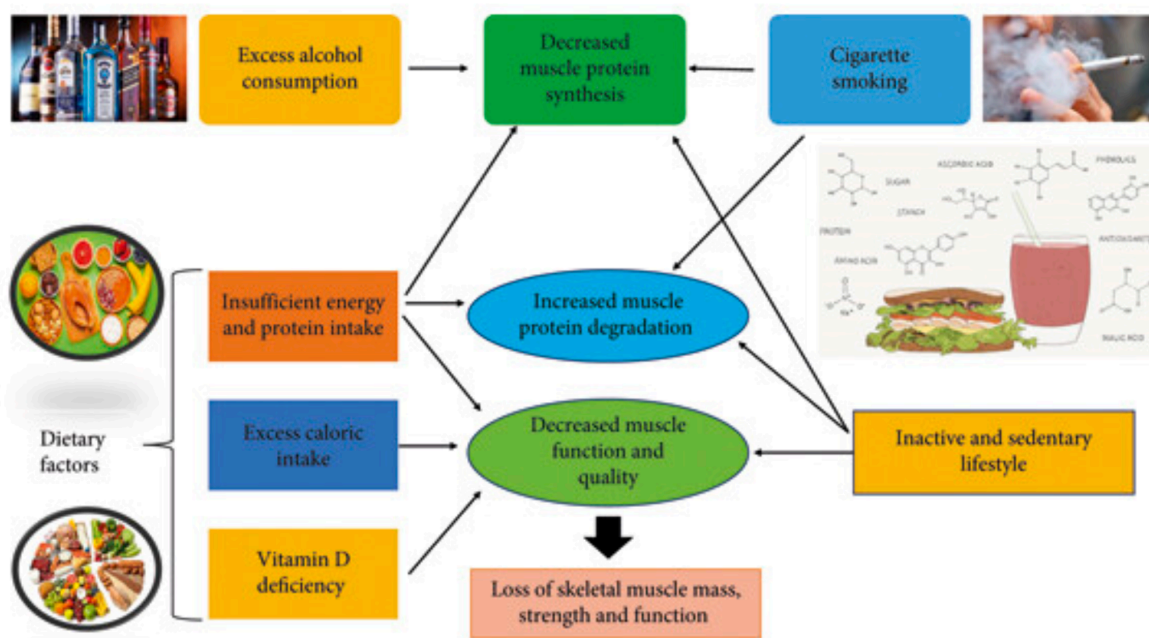 Excess alcohol
consumption
Decreased
muscle protein
synthesis
Cigarette
smoking
ASCORBIC ACID
PHENOLICS
SUGAR
STARCH
PROTEIN
AMINO ACID
MALIC ACID
Insufficient energy
and protein intake
Increased muscle
protein degradation
Dietary
factors
Excess caloric
intake
Decreased muscle
function and
quality
Inactive and sedentary
lifestyle
Vitamin D
deficiency
Loss of skeletal muscle mass,
strength and function